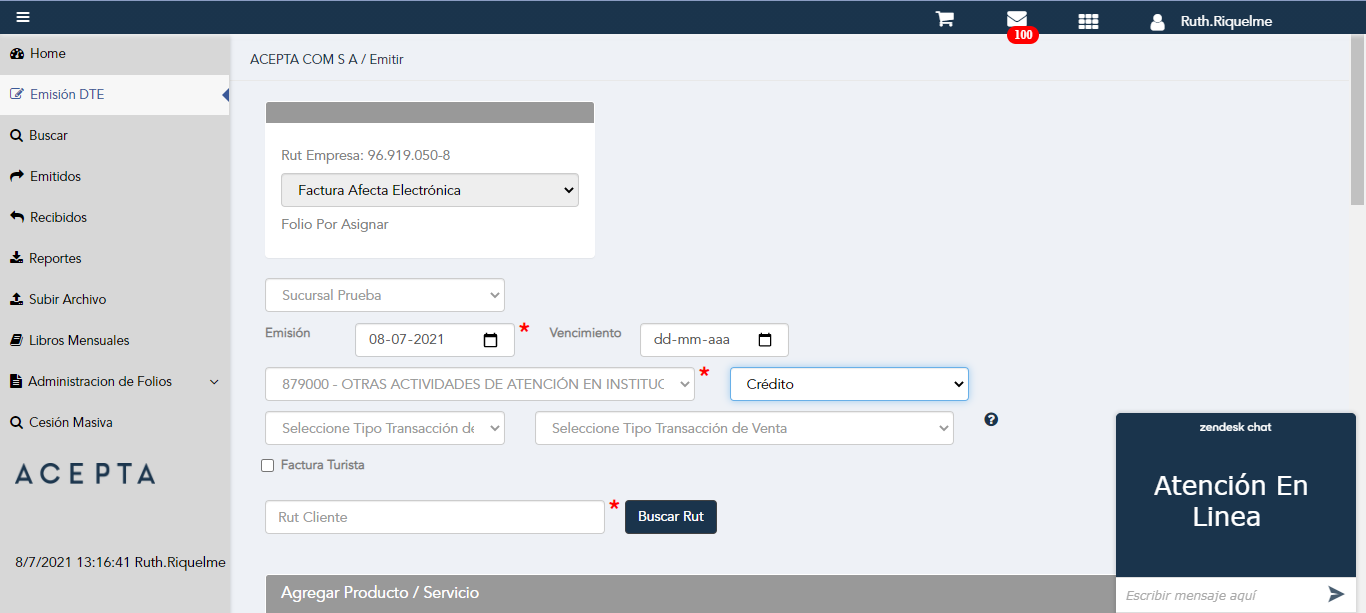 Ruth.Riquelme
100
Home
Emisión DTE
Buscar
Emitidos
Recibidos
Reportes
Subir Archivo
Libros Mensuales
Administracion de Folios
Cesión Masiva
ACEPTA
8/7/2021 13:16:41 Ruth.Riquelme
ACEPTA COM S A / Emitir
Rut Empresa: 96.919.050-8
Factura Afecta Electrónica
Folio Por Asignar
Sucursal Prueba
Emisión 08-07-2021 * Vencimiento dd-mm-aaa
879000 - OTRAS ACTIVIDADES DE ATENCIÓN EN INSTITUC * Crédito
Seleccione Tipo Transacción de Seleccione Tipo Transacción de Venta ?
Factura Turista
Rut Cliente * Buscar Rut
Agregar Producto / Servicio
zendesk chat
Atención En
Linea
Escribir mensaje aquí